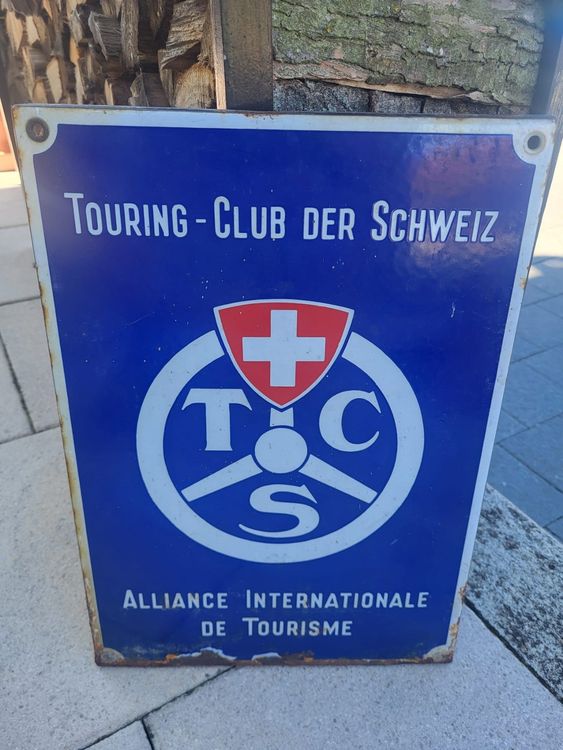 TOURING-CLUB DER SCHWEIZ
T C
S
ALLIANCE INTERNATIONALE
DE TOURISME